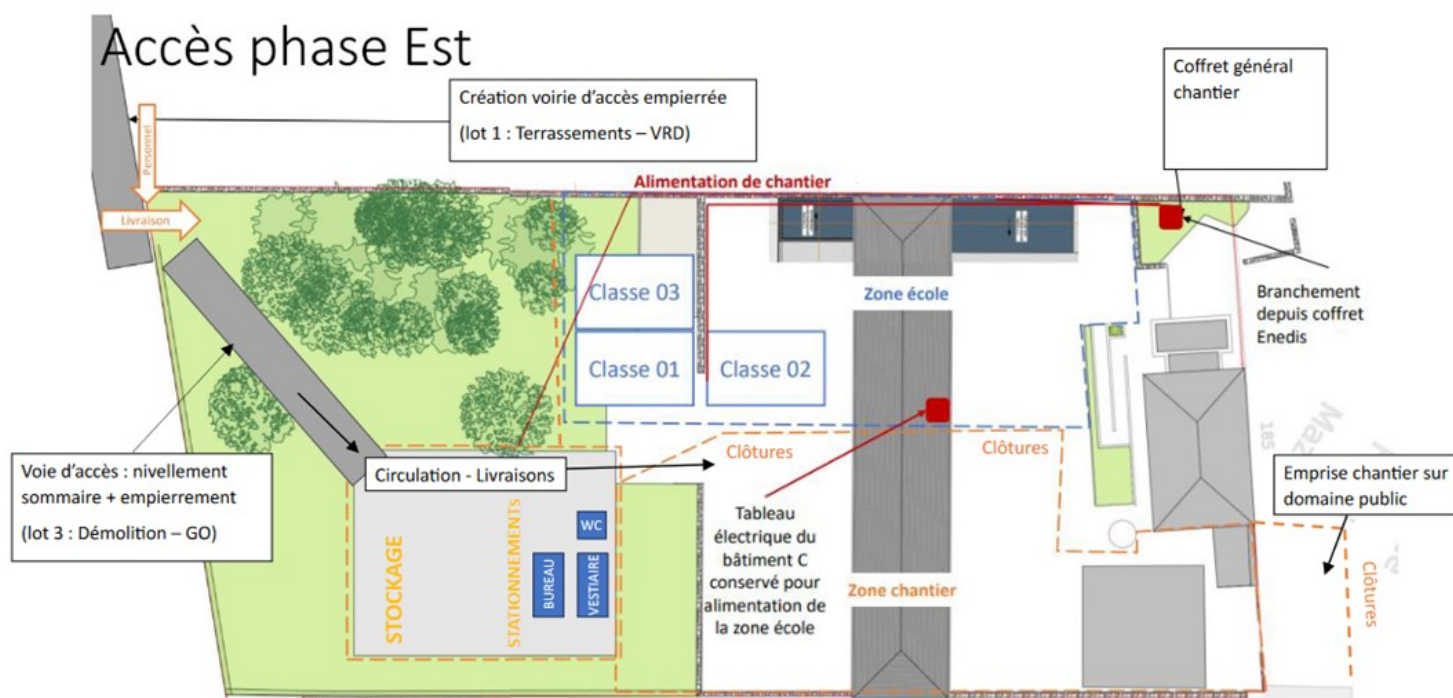 Accès phase Est
Création voirie d'accès empierrée
(lot 1 : Terrassements – VRD)
Coffret général
chantier
Personnel
Livraison
Alimentation de chantier
Classe 03
Zone école
Classe 01
Classe 02
Branchement
depuis coffret
Enedis
185
Voie d'accès : nivellement
sommaire + empierrement
(lot 3 : Démolition – GO)
Circulation - Livraisons
Clôtures
Clôtures
Emprise chantier sur
domaine public
STOCKAGE
STATIONNEMENTS
WC
BUREAU
VESTIAIRE
Tableau
électrique du
bâtiment C
conservé pour
alimentation de
la zone école
Zone chantier
Clôtures